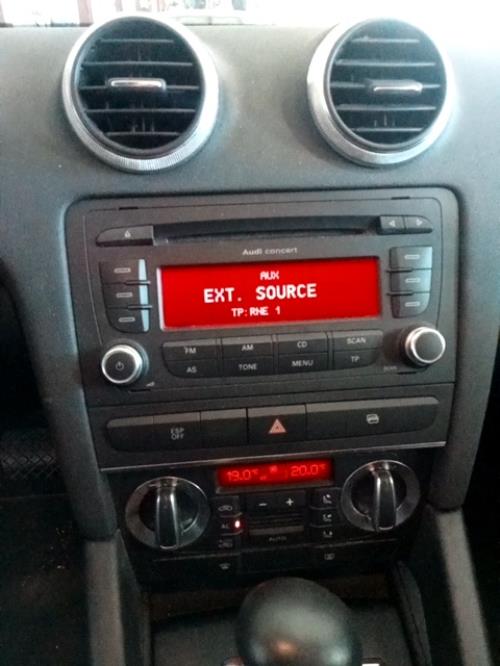 Audi concert
AUX
EXT. SOURCE
TP:RNE 1
FM AM CD SCAN
AS TONE MENU TP
ESP
OFF
19.0°C 20.0°C
- +
AUTO